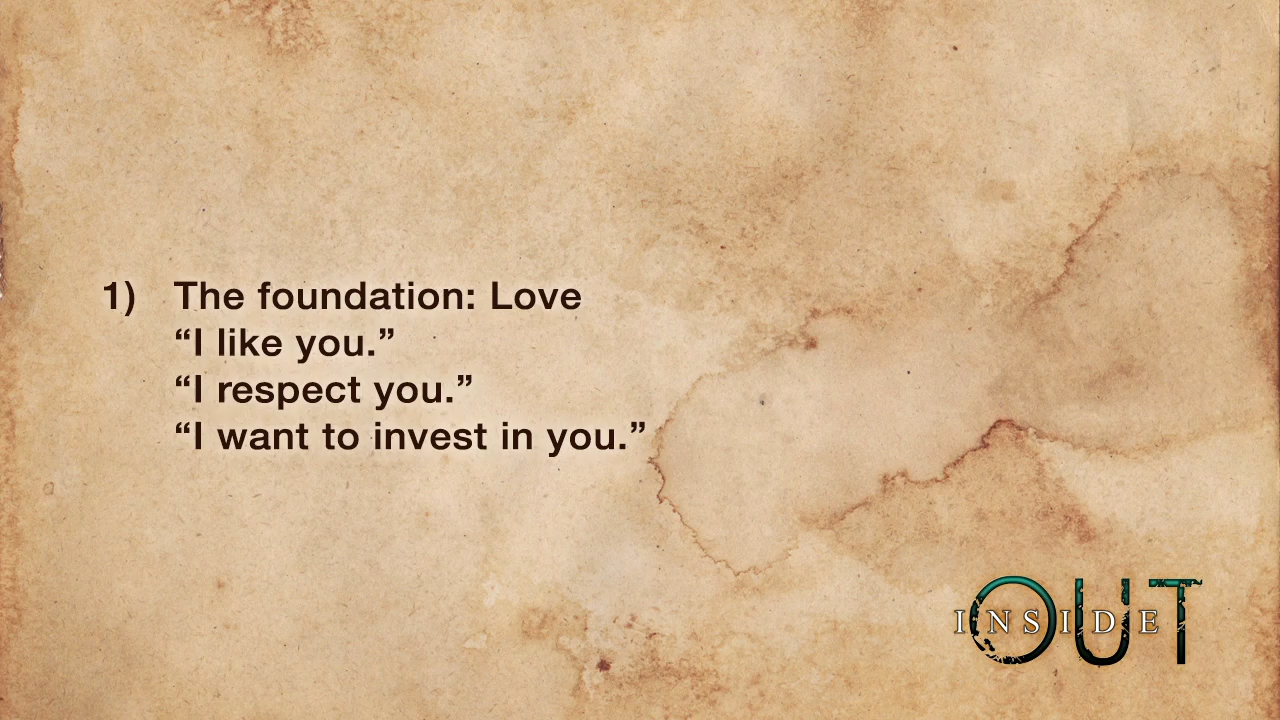 1) The foundation: Love
“I like you.”
“I respect you.”
“I want to invest in you.”
INSIDE OUT